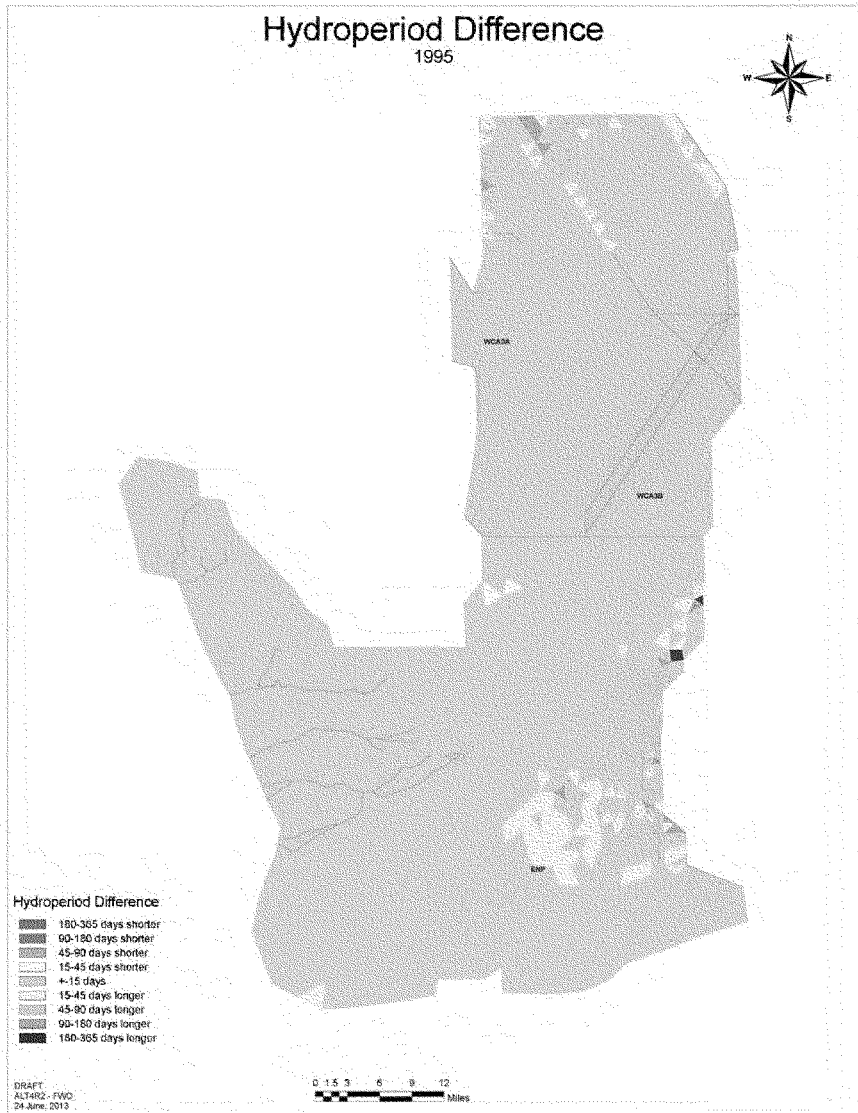 Hydroperiod Difference
1995
N
W E
S
WCA3A
WCA3B
ENP
Hydroperiod Difference
180-365 days shorter
90-180 days shorter
45-90 days shorter
15-45 days shorter
+-15 days
15-45 days longer
45-90 days longer
90-180 days longer
180-365 days longer
0 1.5 3 6 9 12
Miles
DRAFT
ALT4R2 - FWO
24 June, 2013